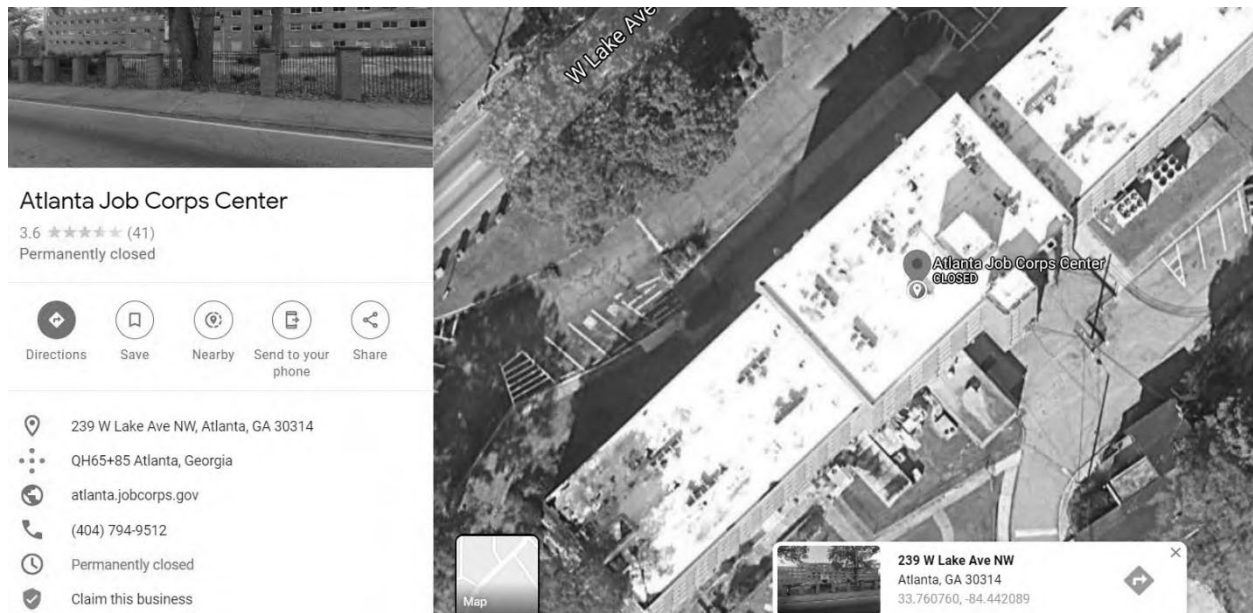 Atlanta Job Corps Center
3.6 ★★★★★ (41)
Permanently closed
Directions
Save
Nearby
Send to your
phone
Share
239 W Lake Ave NW, Atlanta, GA 30314
QH65+85 Atlanta, Georgia
atlanta.jobcorps.gov
(404) 794-9512
Permanently closed
Claim this business
W Lake Ave
Atlanta Job Corps Center
CLOSED
Map
239 W Lake Ave NW
Atlanta, GA 30314
33.760760, -84.442089